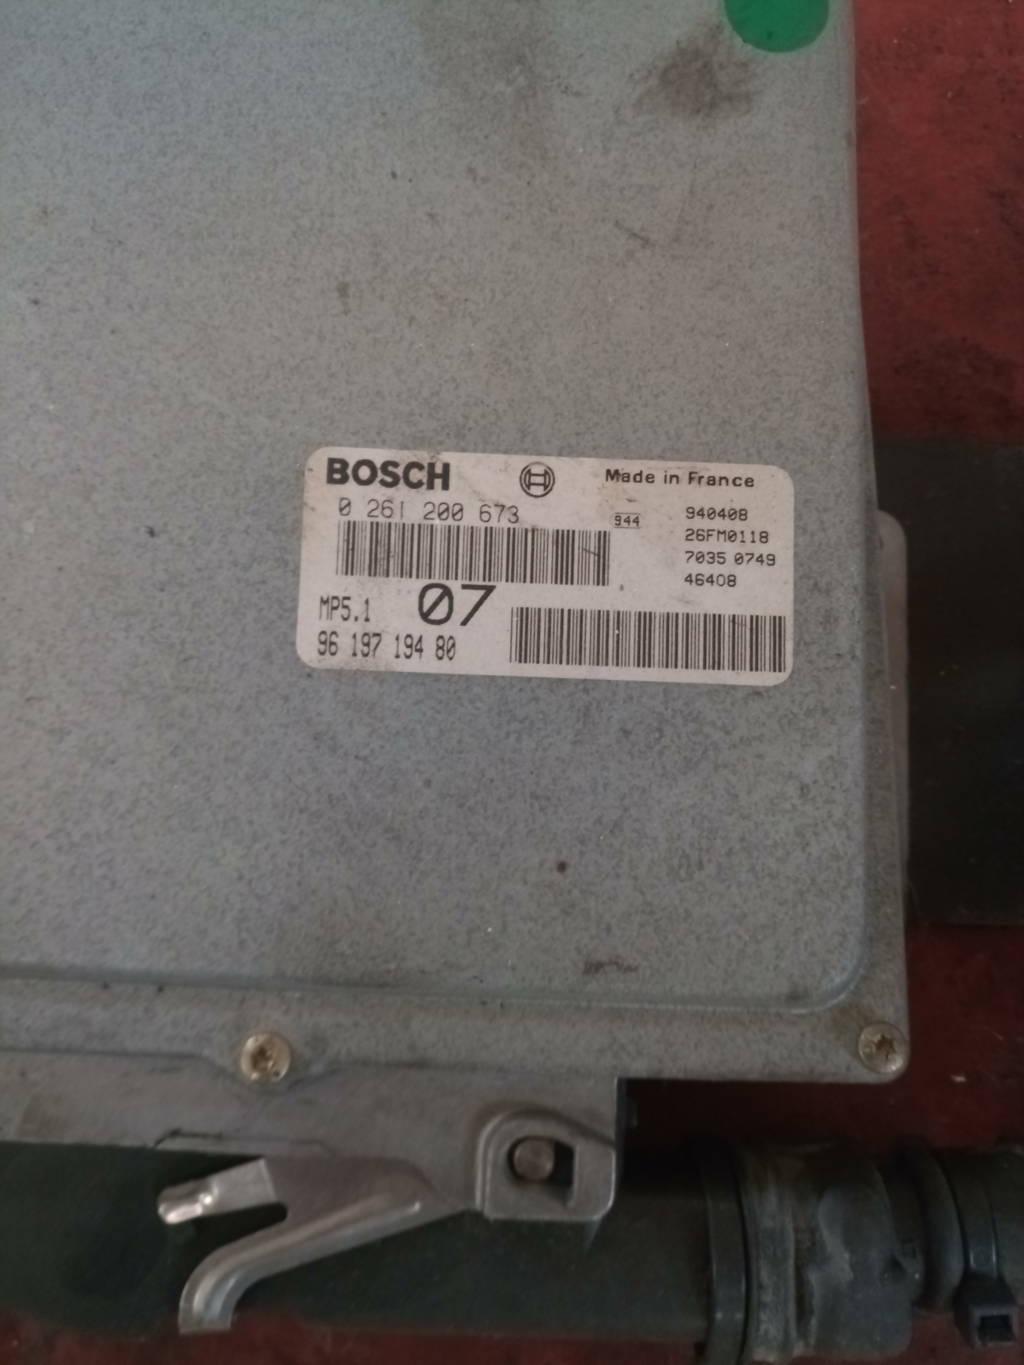 BOSCH
Made in France
0 261 200 673
944
940408
26FM0118
7035 0749
46408
MP5.1
07
96 197 194 80